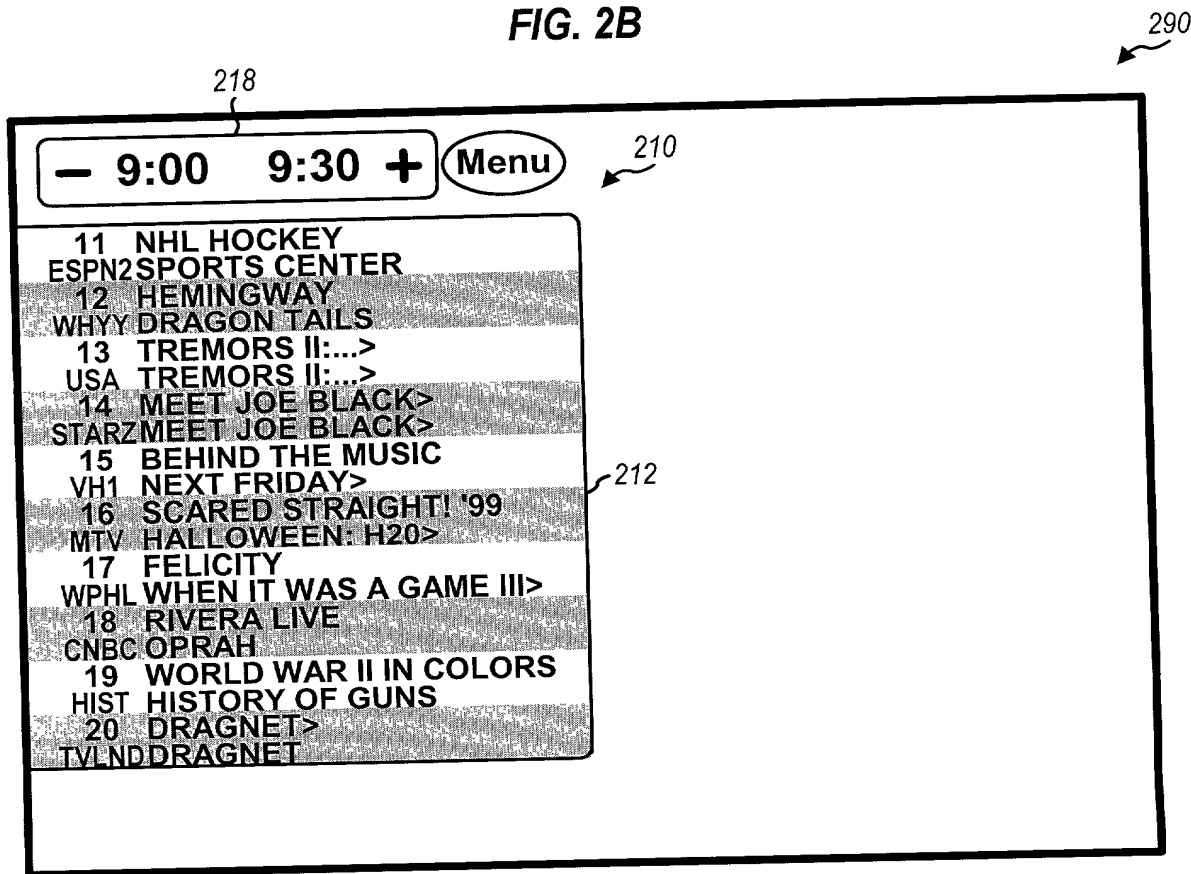 FIG. 2B
290
218
− 9:00 9:30 + Menu
210
11 NHL HOCKEY
ESPN2 SPORTS CENTER
12 HEMINGWAY
WHYY DRAGON TAILS
13 TREMORS II:...>
USA TREMORS II:...>
14 MEET JOE BLACK>
STARZ MEET JOE BLACK>
15 BEHIND THE MUSIC
VH1 NEXT FRIDAY>
212
16 SCARED STRAIGHT! '99
MTV HALLOWEEN: H20>
17 FELICITY
WPHL WHEN IT WAS A GAME III>
18 RIVERA LIVE
CNBC OPRAH
19 WORLD WAR II IN COLORS
HIST HISTORY OF GUNS
20 DRAGNET>
TVLND DRAGNET